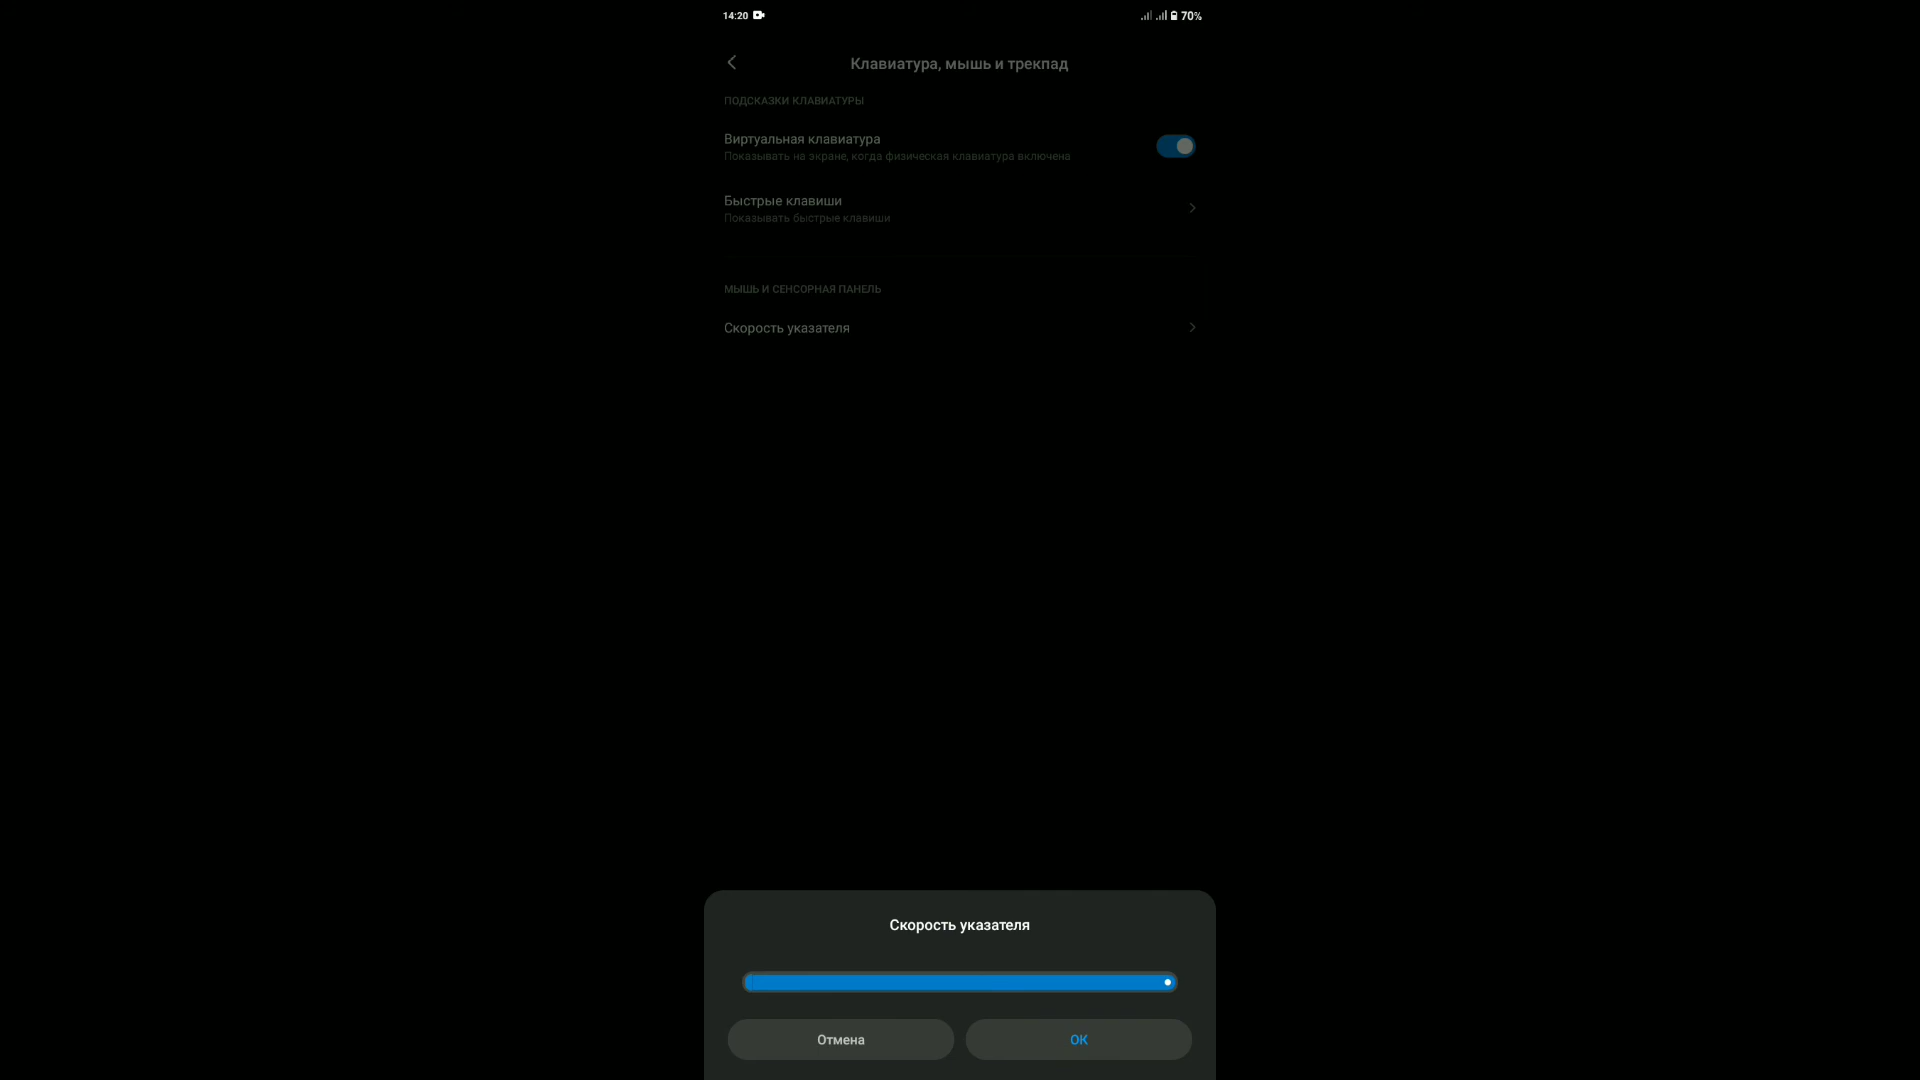 14:20
70%
Клавиатура, мышь и трекпад
ПОДСКАЗКИ КЛАВИАТУРЫ
Виртуальная клавиатура
Показывать на экране, когда физическая клавиатура включена
Быстрые клавиши
Показывать быстрые клавиши
МЫШЬ И СЕНСОРНАЯ ПАНЕЛЬ
Скорость указателя
Скорость указателя
Отмена
ОК